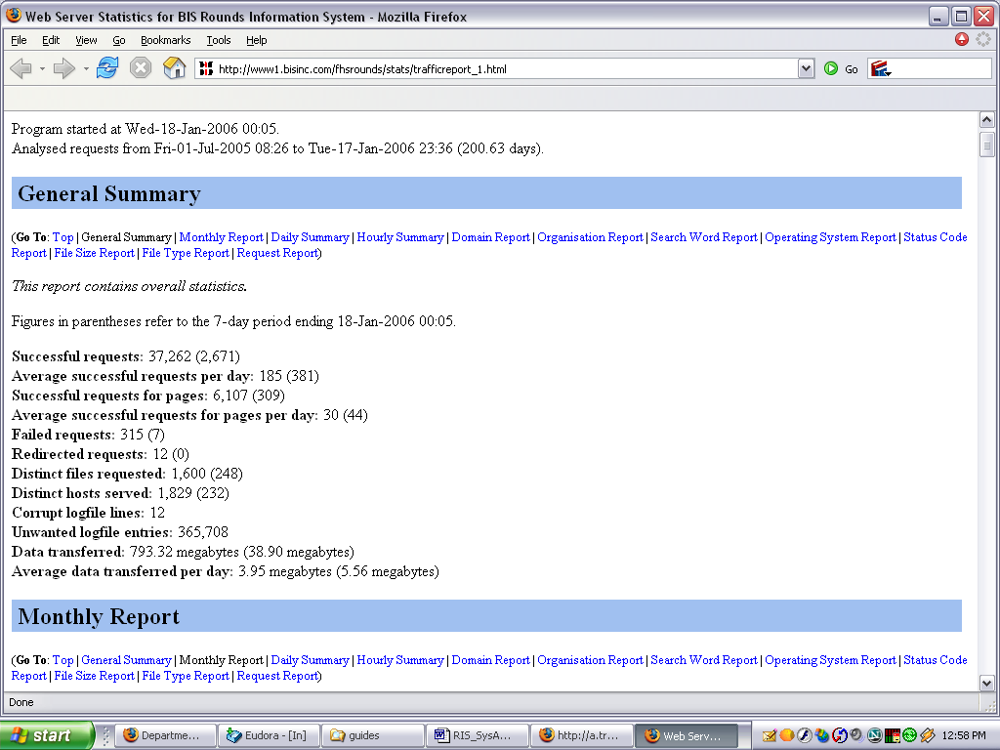 Web Server Statistics for BIS Rounds Information System - Mozilla Firefox
File Edit View Go Bookmarks Tools Help
http://www1.bisinc.com/fhsrounds/stats/trafficreport_1.html Go
Program started at Wed-18-Jan-2006 00:05.
Analysed requests from Fri-01-Jul-2005 08:26 to Tue-17-Jan-2006 23:36 (200.63 days).
General Summary
(Go To: Top | General Summary | Monthly Report | Daily Summary | Hourly Summary | Domain Report | Organisation Report | Search Word Report | Operating System Report | Status Code
Report | File Size Report | File Type Report | Request Report)
This report contains overall statistics.
Figures in parentheses refer to the 7-day period ending 18-Jan-2006 00:05.
Successful requests: 37,262 (2,671)
Average successful requests per day: 185 (381)
Successful requests for pages: 6,107 (309)
Average successful requests for pages per day: 30 (44)
Failed requests: 315 (7)
Redirected requests: 12 (0)
Distinct files requested: 1,600 (248)
Distinct hosts served: 1,829 (232)
Corrupt logfile lines: 12
Unwanted logfile entries: 365,708
Data transferred: 793.32 megabytes (38.90 megabytes)
Average data transferred per day: 3.95 megabytes (5.56 megabytes)
Monthly Report
(Go To: Top | General Summary | Monthly Report | Daily Summary | Hourly Summary | Domain Report | Organisation Report | Search Word Report | Operating System Report | Status Code
Report | File Size Report | File Type Report | Request Report)
Done
start Departme... Eudora - [In] guides RIS_SysA... http://a.tr... Web Serv... 12:58 PM